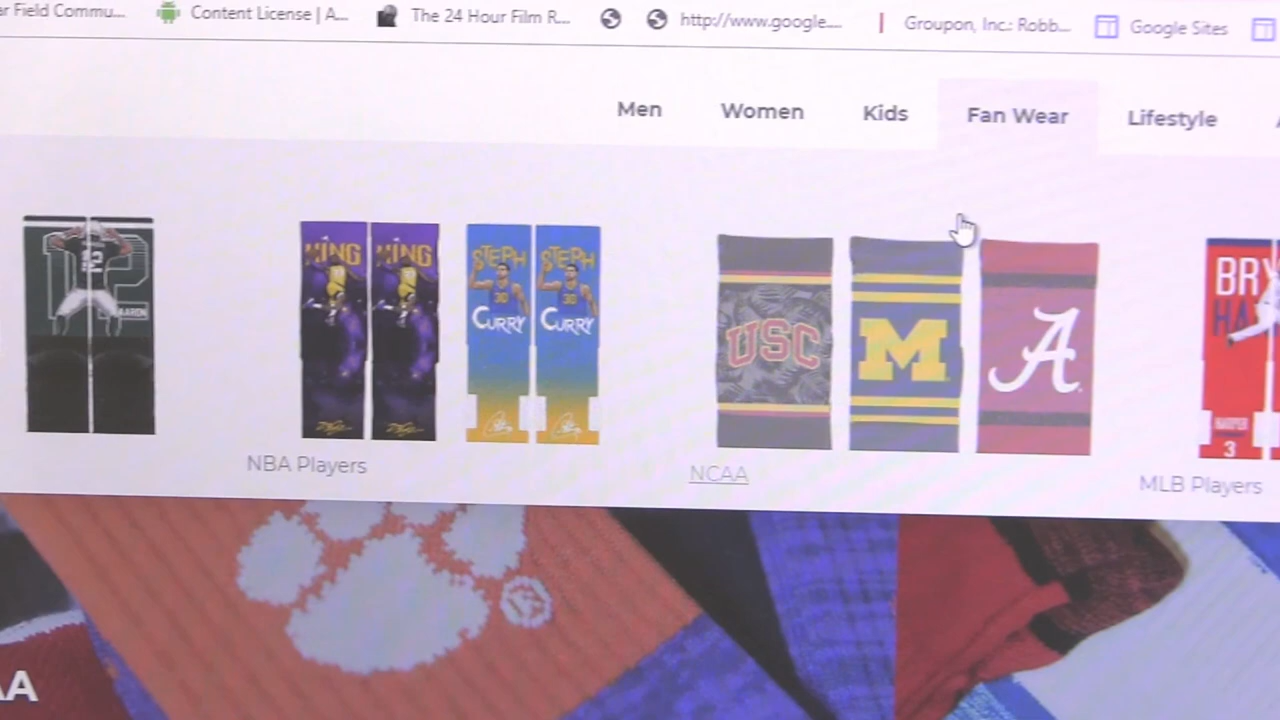 ar Field Commu...
Content License | A...
The 24 Hour Film R...
http://www.google....
Groupon, Inc.: Robb...
Google Sites
Men
Women
Kids
Fan Wear
Lifestyle
12
KING
KING
STEPH
30
CURRY
STEPH
30
CURRY
USC
M
A
BRY
HA
HARPER
3
NBA Players
NCAA
MLB Players
AA